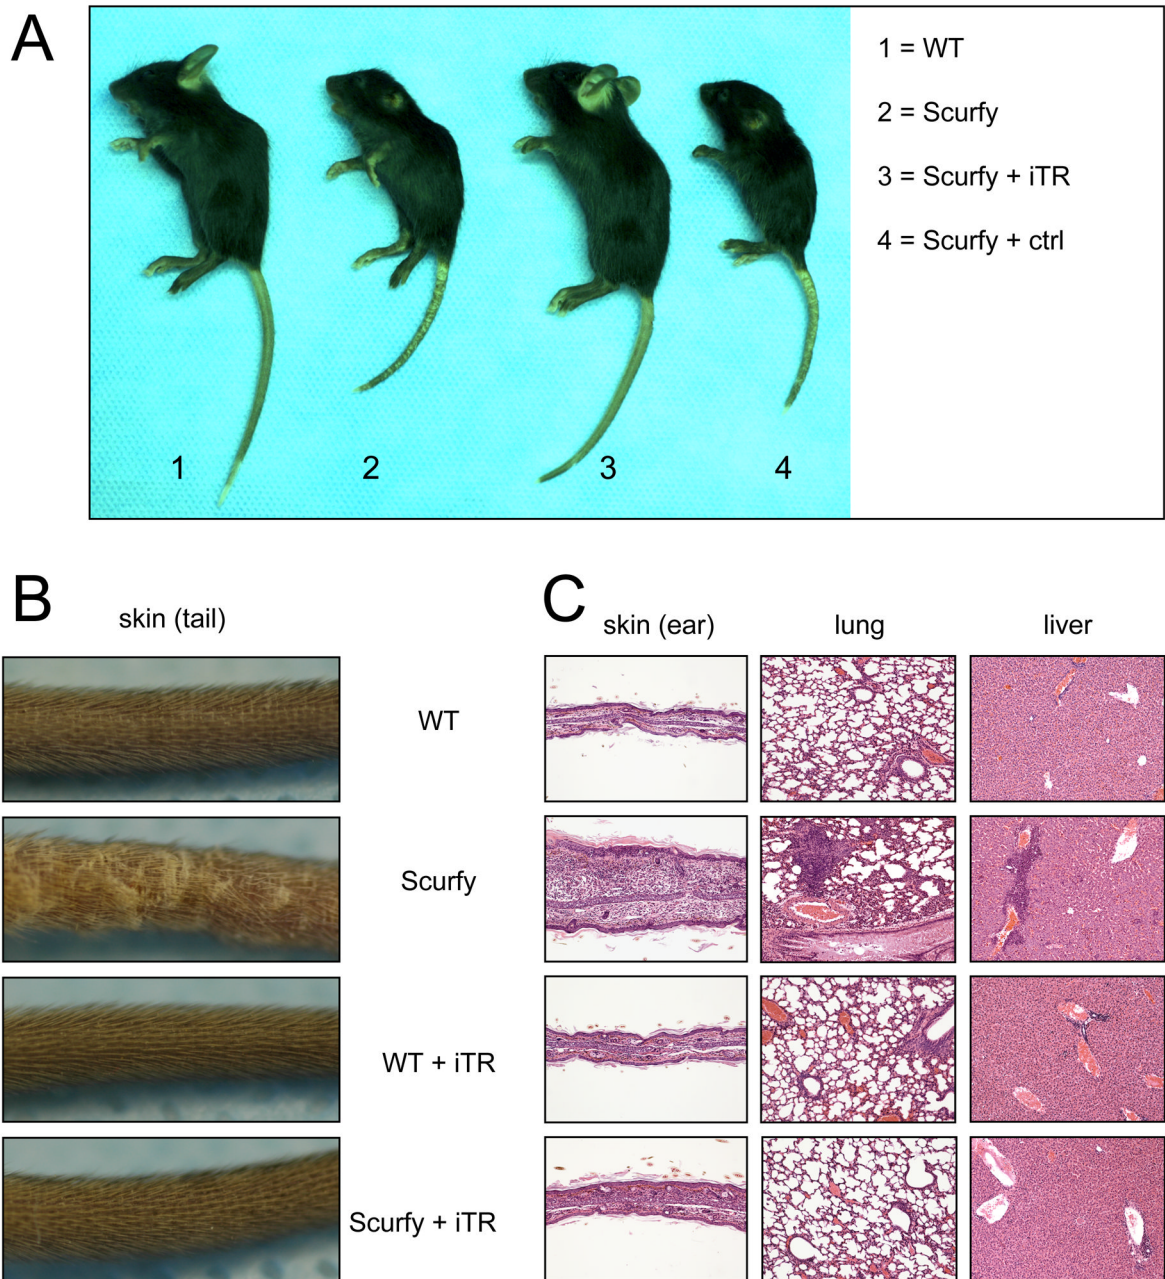 A
1 = WT
2 = Scurfy
3 = Scurfy + iTR
4 = Scurfy + ctrl
1 2 3 4
B
skin (tail)
WT
Scurfy
WT + iTR
Scurfy + iTR
C
skin (ear) lung liver